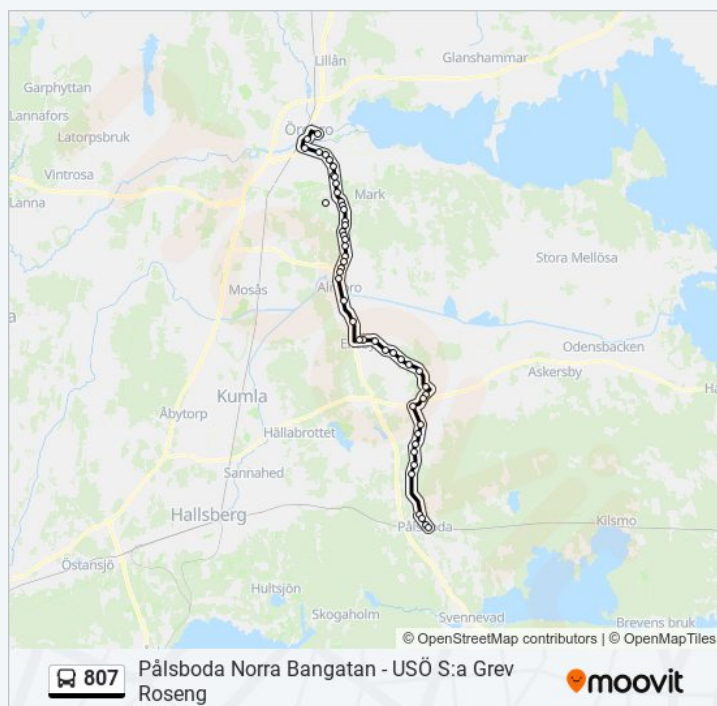 Lillån
Glanshammar
Garphyttan
Lannafors
Latorpsbruk
Vintrosa
Lanna
Mark
Stora Mellösa
Mosås
Odensbacken
Askersby
Kumla
Åbytorp
Hällabrottet
Sannahed
Hallsberg
Pålsboda
Kilsmo
Östansjö
Hultsjön
Skogaholm
Svennevad
Brevens bruk
© OpenStreetMap contributors | © OpenMapTiles
807
Pålsboda Norra Bangatan - USÖ S:a Grev
Roseng
moovit